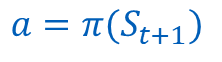 a = π(S_{t+1})